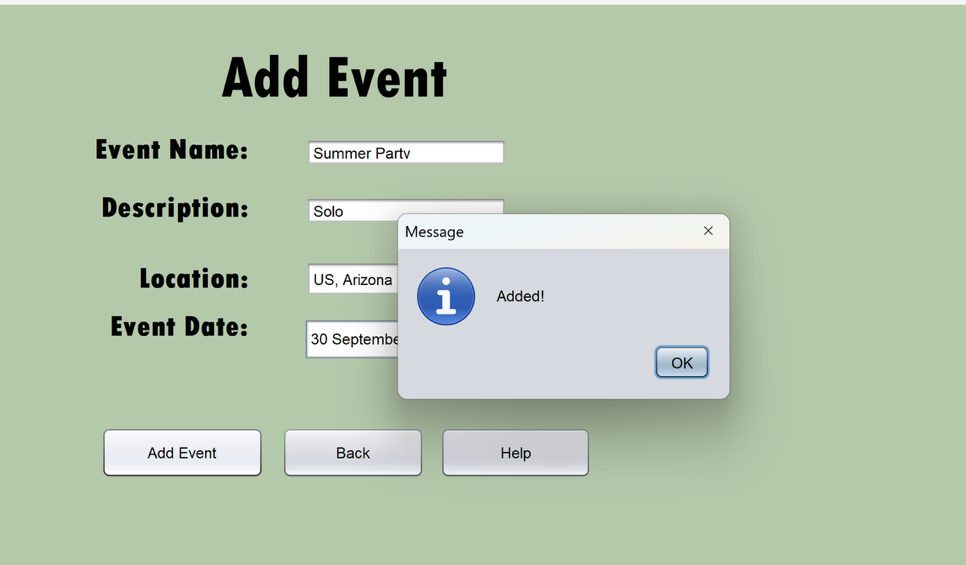 Add Event
Event Name:
Summer Party
Description:
Solo
Message
Added!
Location:
US, Arizona
Event Date:
30 Septembe
OK
Add Event
Back
Help